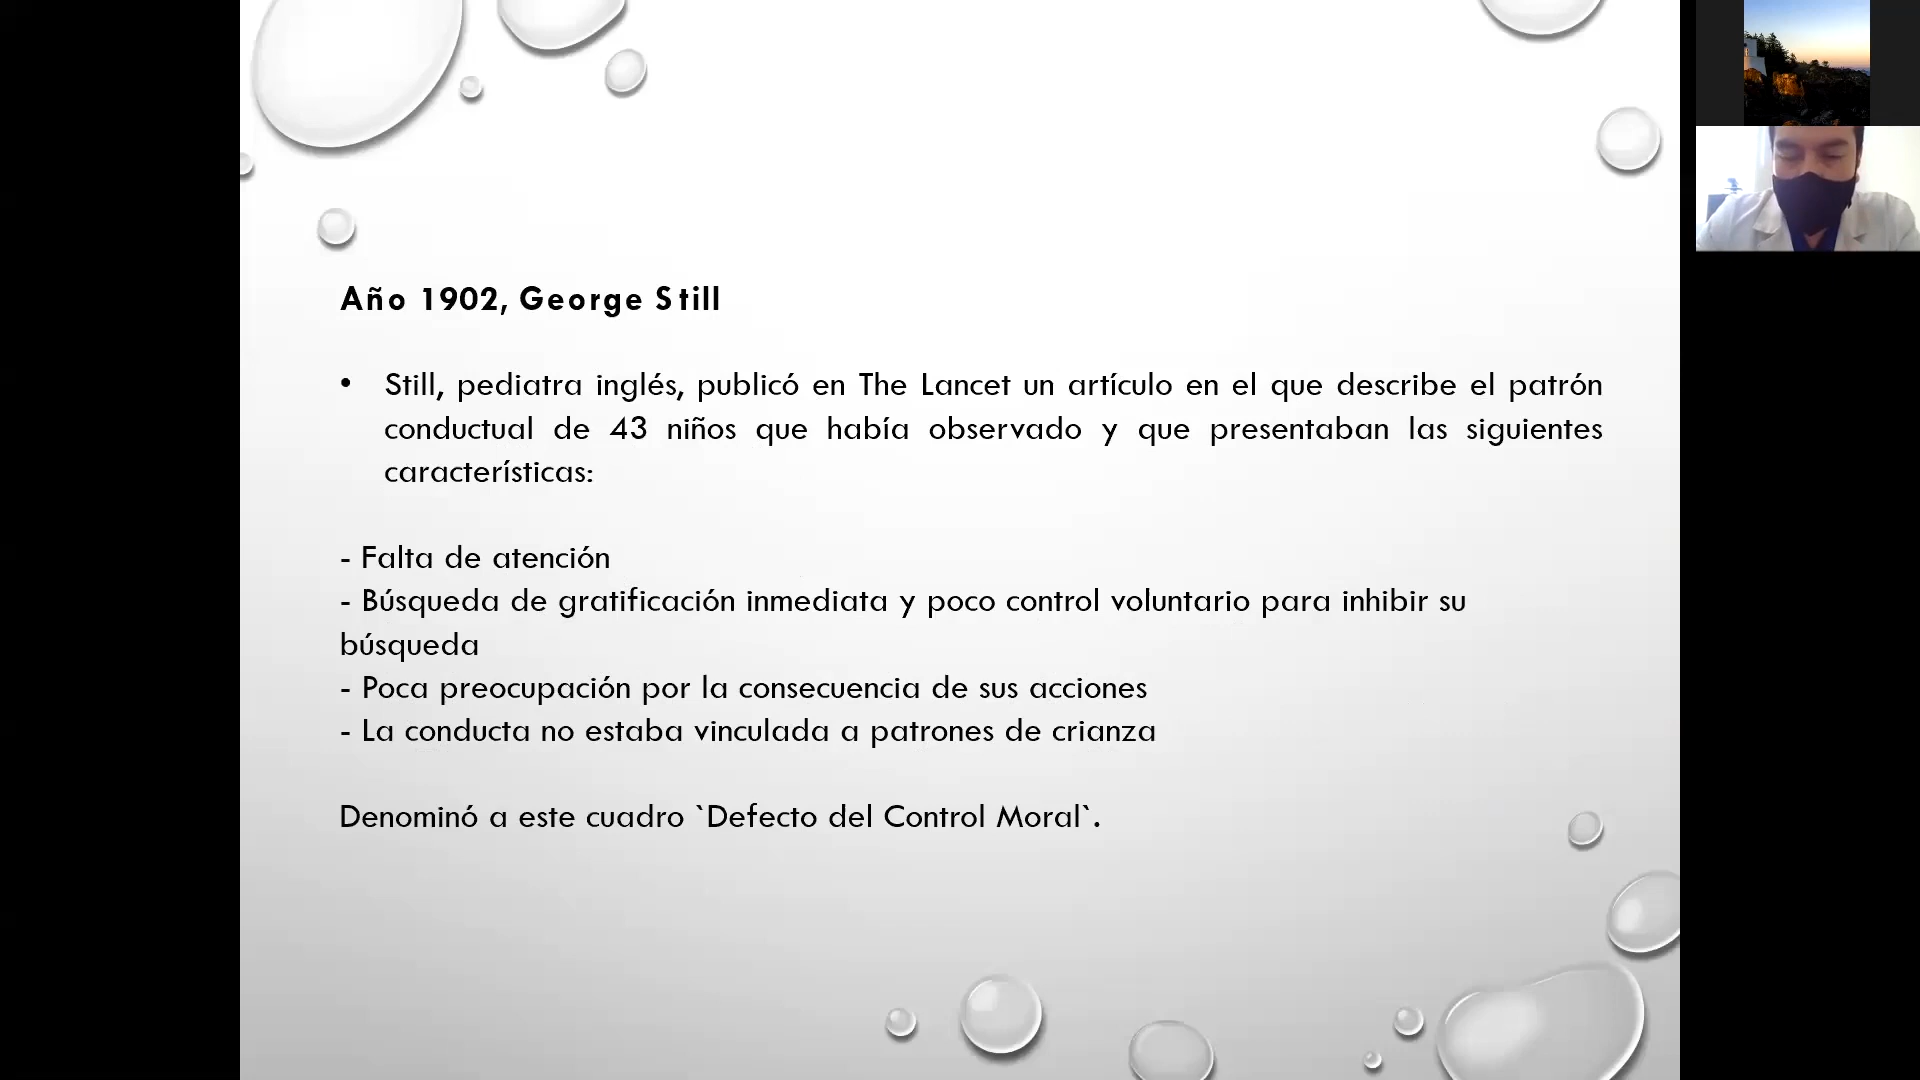 Año 1902, George Still
• Still, pediatra inglés, publicó en The Lancet un artículo en el que describe el patrón
conductual de 43 niños que había observado y que presentaban las siguientes
características:
- Falta de atención
- Búsqueda de gratificación inmediata y poco control voluntario para inhibir su
búsqueda
- Poca preocupación por la consecuencia de sus acciones
- La conducta no estaba vinculada a patrones de crianza
Denominó a este cuadro `Defecto del Control Moral`.